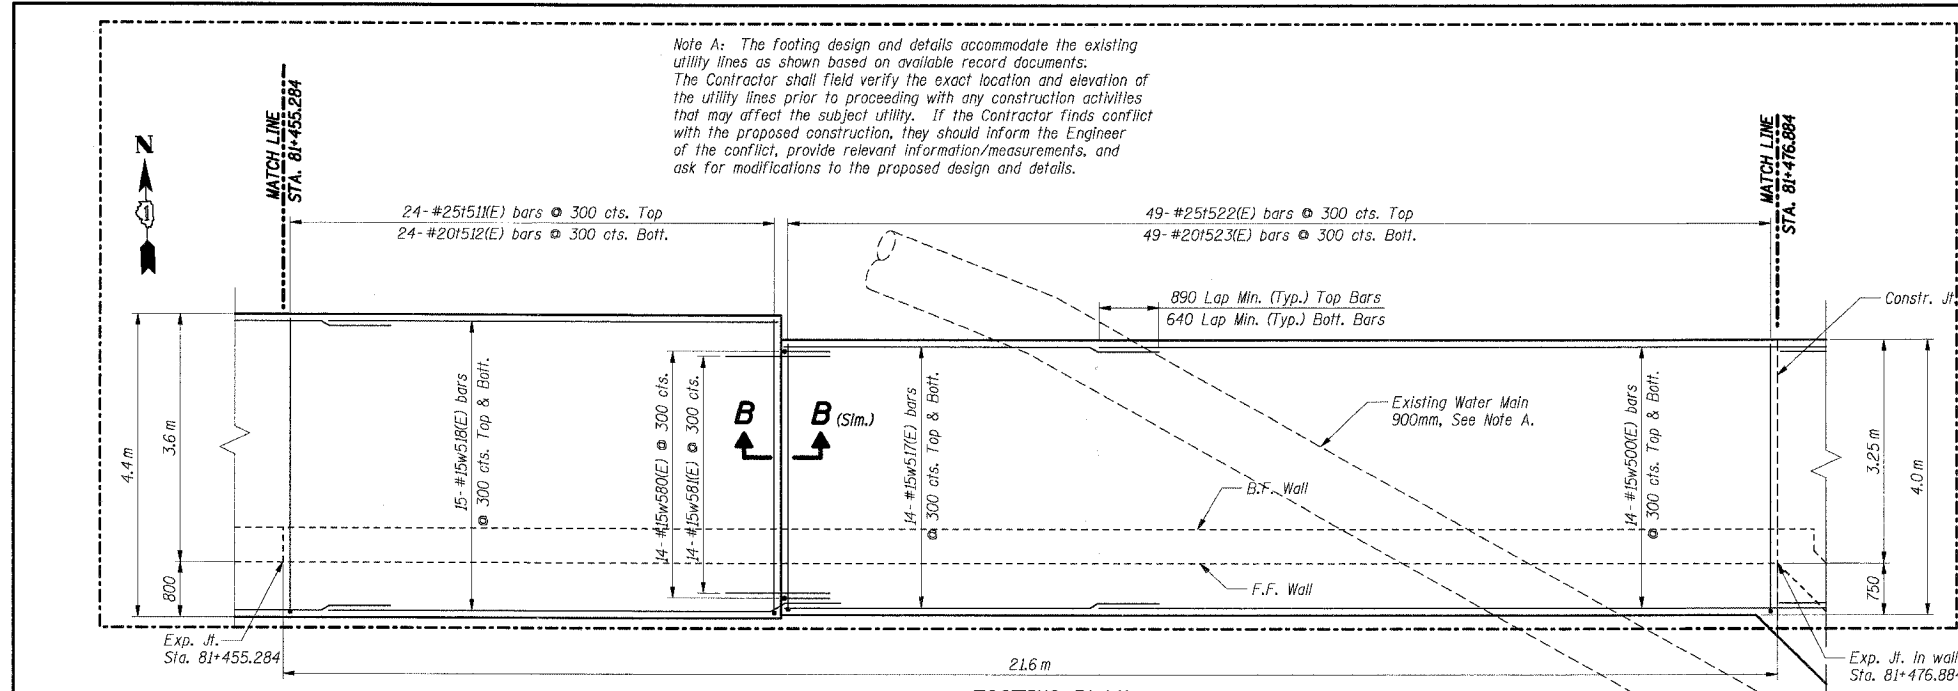 Note A: The footing design and details accommodate the existing
utility lines as shown based on available record documents.
The Contractor shall field verify the exact location and elevation of
the utility lines prior to proceeding with any construction activities
that may affect the subject utility. If the Contractor finds conflict
with the proposed construction, they should inform the Engineer
of the conflict, provide relevant information/measurements, and
ask for modifications to the proposed design and details.
MATCH LINE
STA. 81+455.284
MATCH LINE
STA. 81+476.884
N
1
24-#25t511(E) bars @ 300 cts. Top
24-#20t512(E) bars @ 300 cts. Bott.
49-#25t522(E) bars @ 300 cts. Top
49-#20t523(E) bars @ 300 cts. Bott.
890 Lap Min. (Typ.) Top Bars
640 Lap Min. (Typ.) Bott. Bars
Constr. Jt.
4.4 m
3.6 m
800
15-#15w518(E) bars
@ 300 cts. Top & Bott.
14-#15w580(E) @ 300 cts.
14-#15w581(E) @ 300 cts.
B
B (Sim.)
14-#15w517(E) bars
@ 300 cts. Top & Bott.
Existing Water Main
900mm, See Note A.
14-#15w500(E) bars
@ 300 cts. Top & Bott.
3.25 m
4.0 m
750
B.F. Wall
F.F. Wall
Exp. Jt.
Sta. 81+455.284
21.6 m
Exp. Jt. in wall
Sta. 81+476.88